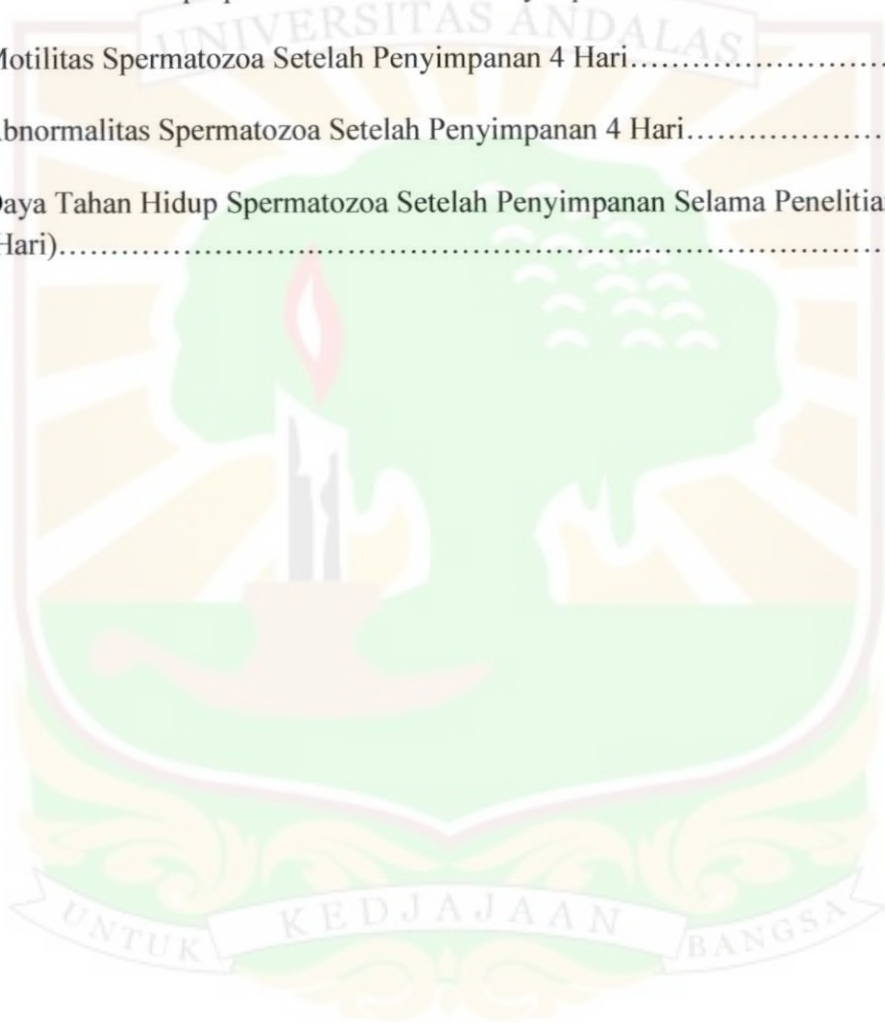 UNIVERSITAS ANDALAS
Motilitas Spermatozoa Setelah Penyimpanan 4 Hari..........................
Abnormalitas Spermatozoa Setelah Penyimpanan 4 Hari....................
Daya Tahan Hidup Spermatozoa Setelah Penyimpanan Selama Penelitian
Hari)..........................................................................................
UNTUK KEDJAJAAN BANGSA